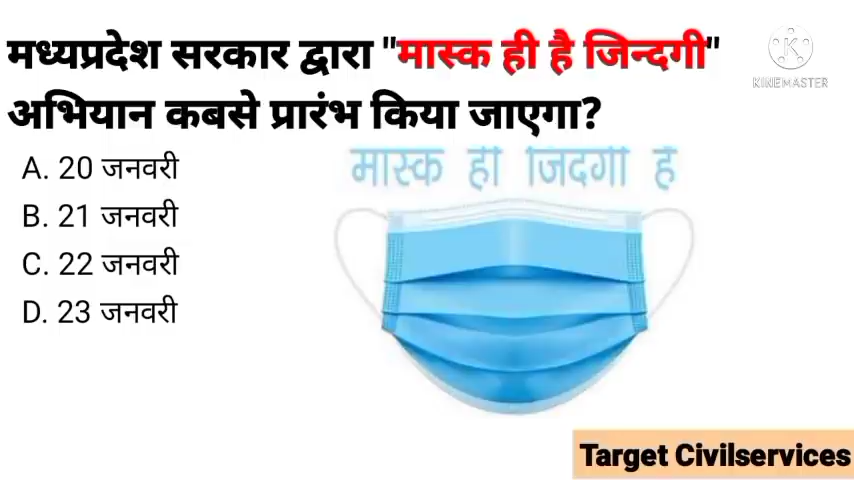 मध्यप्रदेश सरकार द्वारा "मास्क ही है जिन्दगी"
अभियान कबसे प्रारंभ किया जाएगा?
KINEMASTER
A. 20 जनवरी
B. 21 जनवरी
C. 22 जनवरी
D. 23 जनवरी
मास्क ही जिंदगी है
Target Civilservices